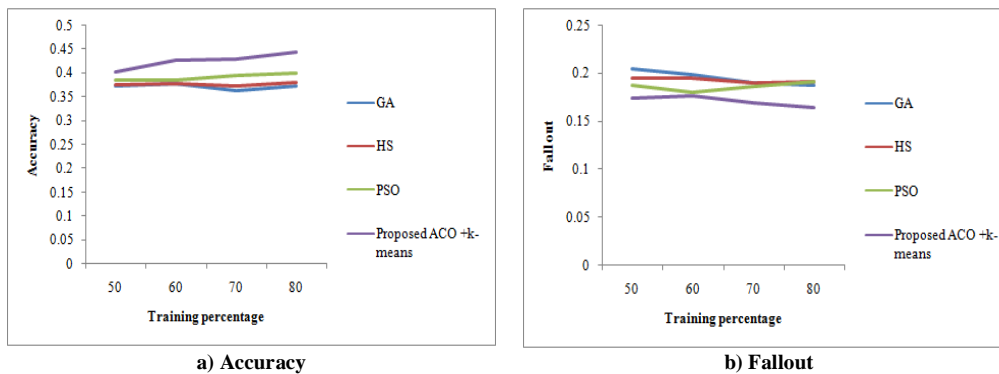 0.5
0.45
0.4
0.35
0.3
0.25
0.2
0.15
0.1
0.05
0
Accuracy
50 60 70 80
Training percentage
GA
HS
PSO
Proposed ACO +k-
means
a) Accuracy
0.25
0.2
0.15
0.1
0.05
0
Fall out
50 60 70 80
Training percentage
GA
HS
PSO
Proposed ACO +k-
means
b) Fallout